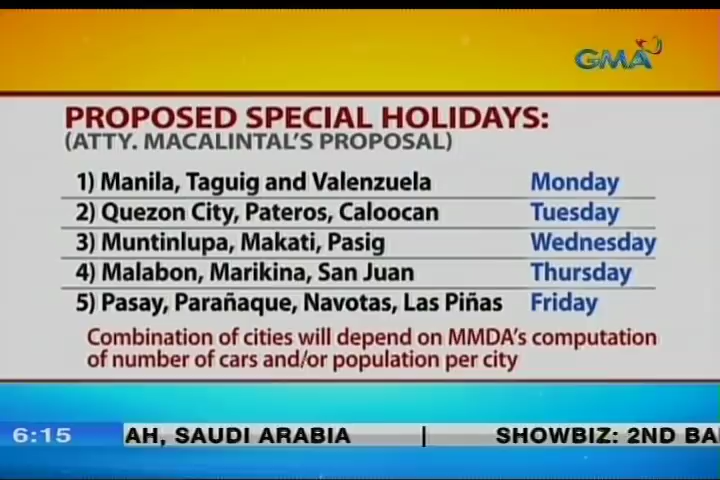 GMA
PROPOSED SPECIAL HOLIDAYS:
(ATTY. MACALINTAL'S PROPOSAL)
1) Manila, Taguig and Valenzuela Monday
2) Quezon City, Pateros, Caloocan Tuesday
3) Muntinlupa, Makati, Pasig Wednesday
4) Malabon, Marikina, San Juan Thursday
5) Pasay, Parañaque, Navotas, Las Piñas Friday
Combination of cities will depend on MMDA's computation
of number of cars and/or population per city
6:15 AH, SAUDI ARABIA | SHOWBIZ: 2ND BA